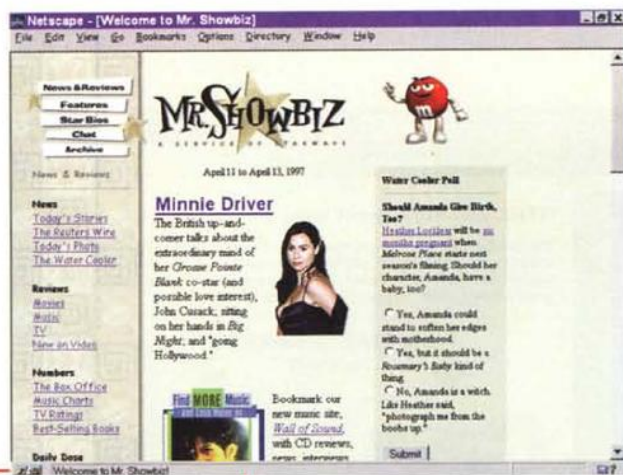 Netscape - [Welcome to Mr. Showbiz]
File Edit View Go Bookmarks Options Directory Window Help
News & Reviews
Features
Star Bios
Chat
Archive
News & Reviews
News
Today's Stories
The Reuters Wire
Today's Photo
The Water Cooler
Reviews
Movies
Music
TV
New on Video
Numbers
The Box Office
Music Charts
TV Ratings
Best-Selling Books
Daily Dose
MR. SHOWBIZ
A SERVICE OF STARWAVE
April 11 to April 13, 1997
Minnie Driver
The British up-and-
comer talks about the
extraordinary mind of
her Grosse Pointe
Blank co-star (and
possible love interest),
John Cusack; sitting
on her hands in Big
Night; and "going
Hollywood."
Find MORE Music
and Love Music on
Bookmark our
new music site,
Wall of Sound,
with CD reviews,
news, interviews
m
Water Cooler Poll
Should Amanda Give Birth,
Too?
Heather Locklear will be six
months pregnant when
Melrose Place starts next
season's filming. Should her
character, Amanda, have a
baby, too?
Yes, Amanda could
stand to soften her edges
with motherhood.
Yes, but it should be a
Rosemary's Baby kind of
thing.
No, Amanda is a witch.
Like Heather said,
"photograph me from the
boobs up."
Submit
Welcome to Mr. Showbiz!